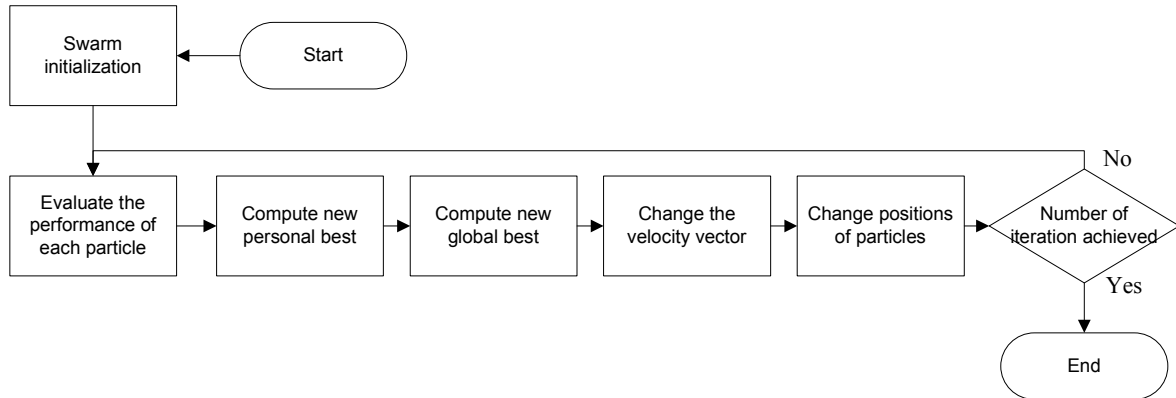 Swarm
initialization
Start
No
Evaluate the
performance of
each particle
Compute new
personal best
Compute new
global best
Change the
velocity vector
Change positions
of particles
Number of
iteration achieved
Yes
End